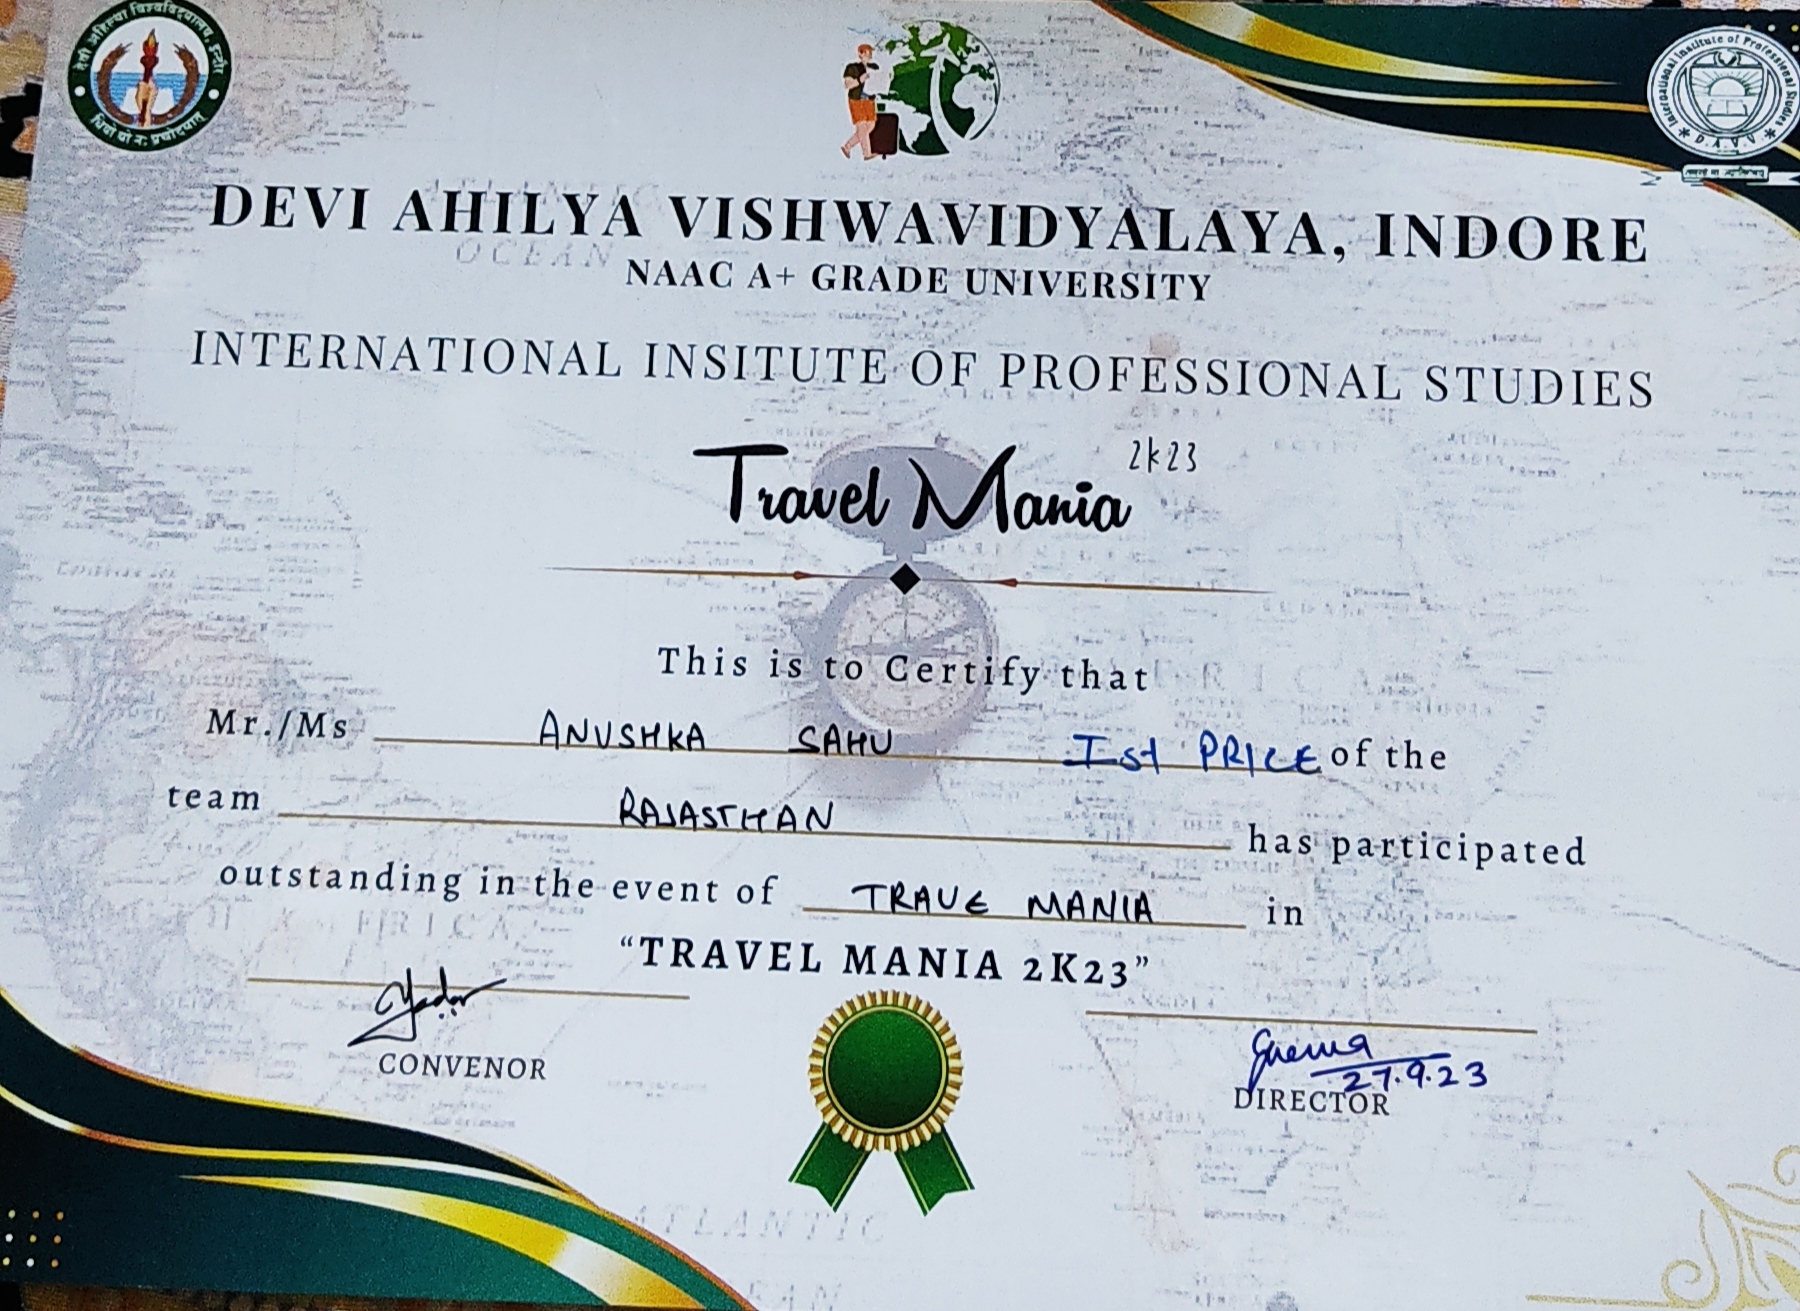 देवी अहिल्या विश्वविद्यालय, इन्दौर
धियो यो नः प्रचोदयात्
International Institute of Professional Studies
D.A.V.V.
DEVI AHILYA VISHWAVIDYALAYA, INDORE
OCEAN
NAAC A+ GRADE UNIVERSITY
INTERNATIONAL INSITUTE OF PROFESSIONAL STUDIES
Travel Mania 2k23
This is to Certify that
Mr./Ms ANUSHKA SAHU Ist PRICE of the
team RAJASTHAN has participated
outstanding in the event of TRAVE MANIA in
"TRAVEL MANIA 2K23"
Yadav
CONVENOR
27.9.23
DIRECTOR
ATLANTIC